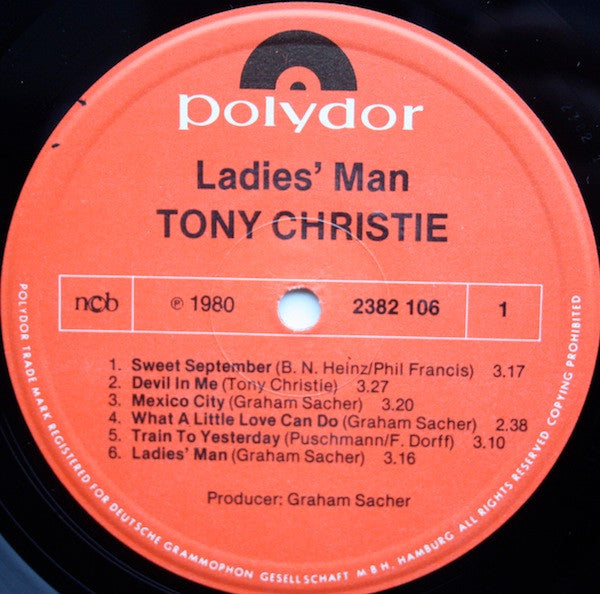 polydor
Ladies' Man
TONY CHRISTIE
ncb ℗ 1980 2382 106 1
1. Sweet September (B. N. Heinz/Phil Francis) 3.17
2. Devil In Me (Tony Christie) 3.27
3. Mexico City (Graham Sacher) 3.20
4. What A Little Love Can Do (Graham Sacher) 2.38
5. Train To Yesterday (Puschmann/F. Dorff) 3.10
6. Ladies' Man (Graham Sacher) 3.16
Producer: Graham Sacher
POLYDOR TRADE MARK REGISTERED FOR DEUTSCHE GRAMMOPHON GESELLSCHAFT M B H, HAMBURG ALL RIGHTS RESERVED COPYING PROHIBITED